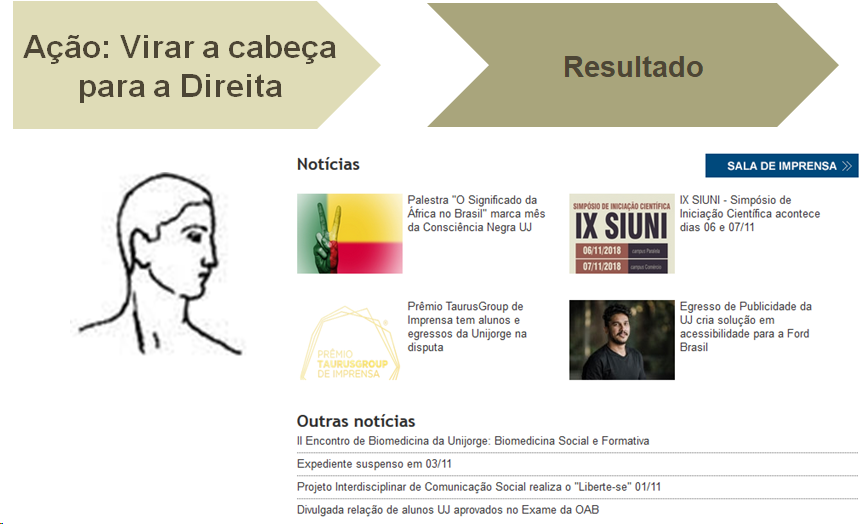 Ação: Virar a cabeça
para a Direita
Resultado
Notícias
SALA DE IMPRENSA
Palestra "O Significado da
África no Brasil" marca mês
da Consciência Negra UJ
SIMPÓSIO DE INICIAÇÃO CIENTÍFICA
IX SIUNI
06/11/2018 campus Paralela
07/11/2018 campus Comércio
IX SIUNI - Simpósio de
Iniciação Científica acontece
dias 06 e 07/11
PRÊMIO
TAURUSGROUP
DE IMPRENSA
Prêmio TaurusGroup de
Imprensa tem alunos e
egressos da Unijorge na
disputa
Egresso de Publicidade da
UJ cria solução em
acessibilidade para a Ford
Brasil
Outras notícias
II Encontro de Biomedicina da Unijorge: Biomedicina Social e Formativa
Expediente suspenso em 03/11
Projeto Interdisciplinar de Comunicação Social realiza o "Liberte-se" 01/11
Divulgada relação de alunos UJ aprovados no Exame da OAB